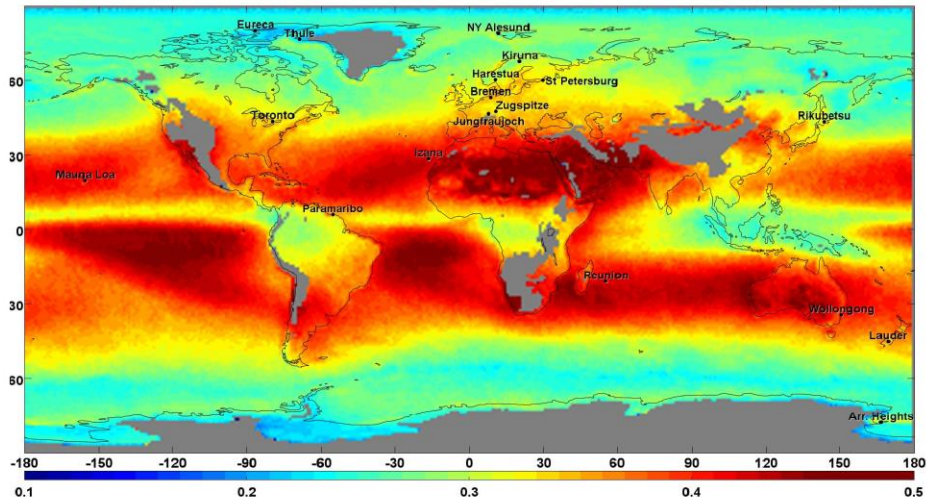 Eureca
NY Alesund
Thule
Kiruna
60
Harestua
St Petersburg
Bremen
Zugspitze
Toronto
Jungfraujoch
Rikubetsu
30
Izana
Mauna Loa
Paramaribo
0
Reunion
30
Wollongong
Lauder
60
Arr. Heights
-180 -150 -120 -90 -55 -30 0 30 60 90 120 150 180
0.1 0.2 0.3 0.4 0.5